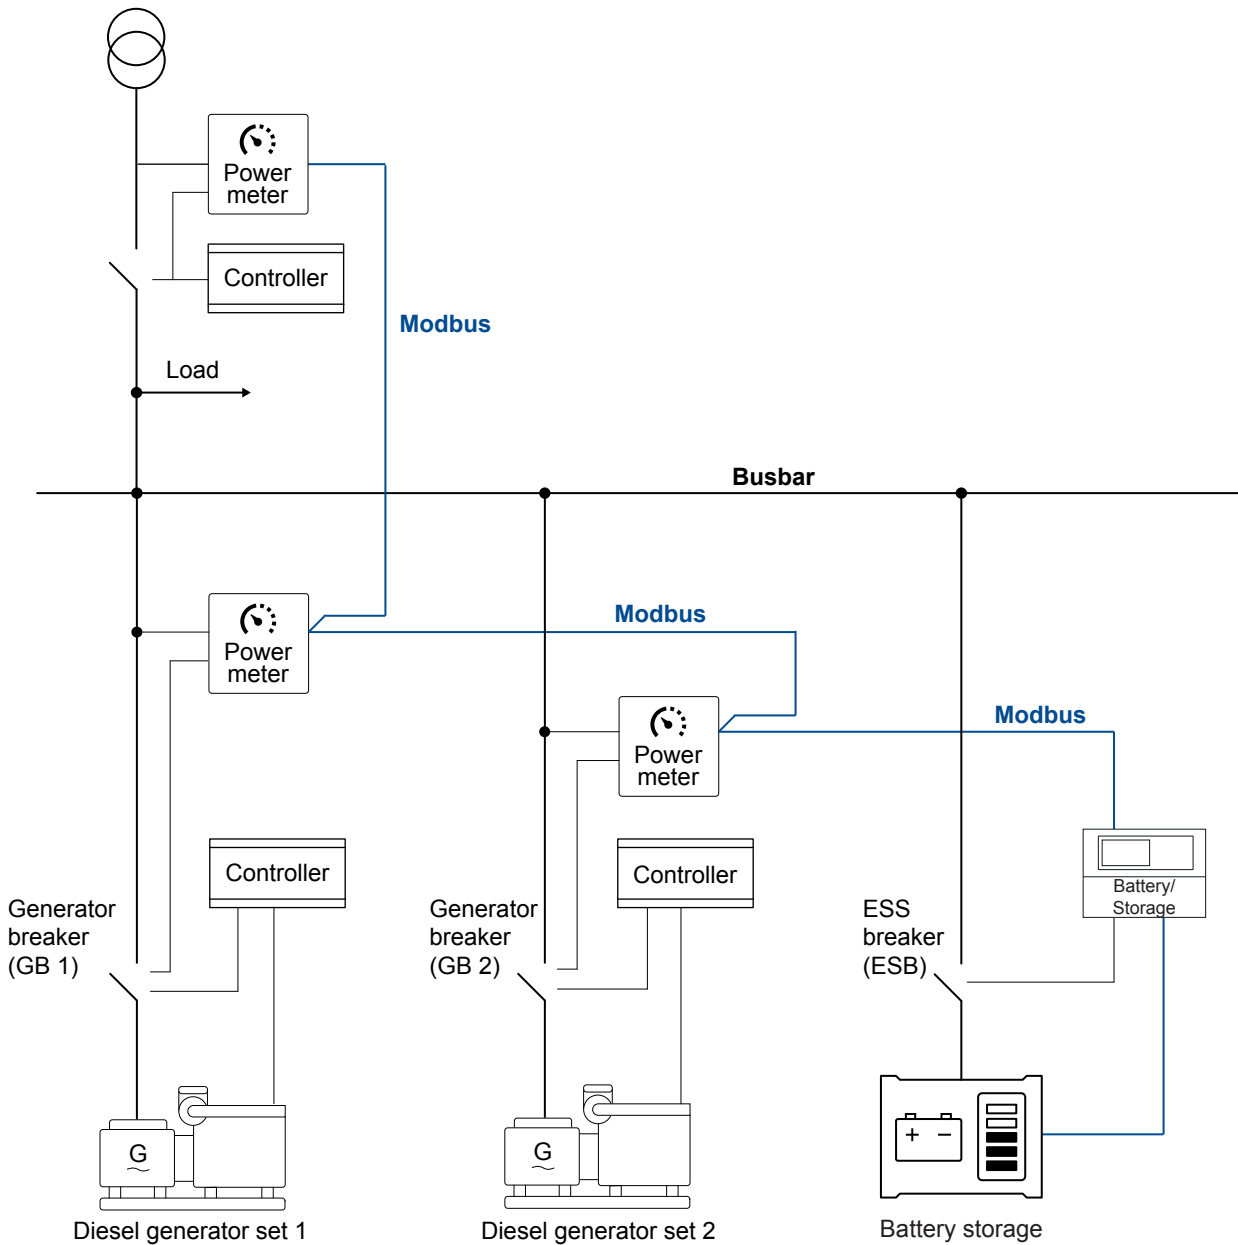 Power
meter
Controller
Modbus
Load
Busbar
Power
meter
Modbus
Power
meter
Modbus
Controller
Controller
Battery/
Storage
Generator
breaker
(GB 1)
Generator
breaker
(GB 2)
ESS
breaker
(ESB)
+ −
G
G
Diesel generator set 1
Diesel generator set 2
Battery storage